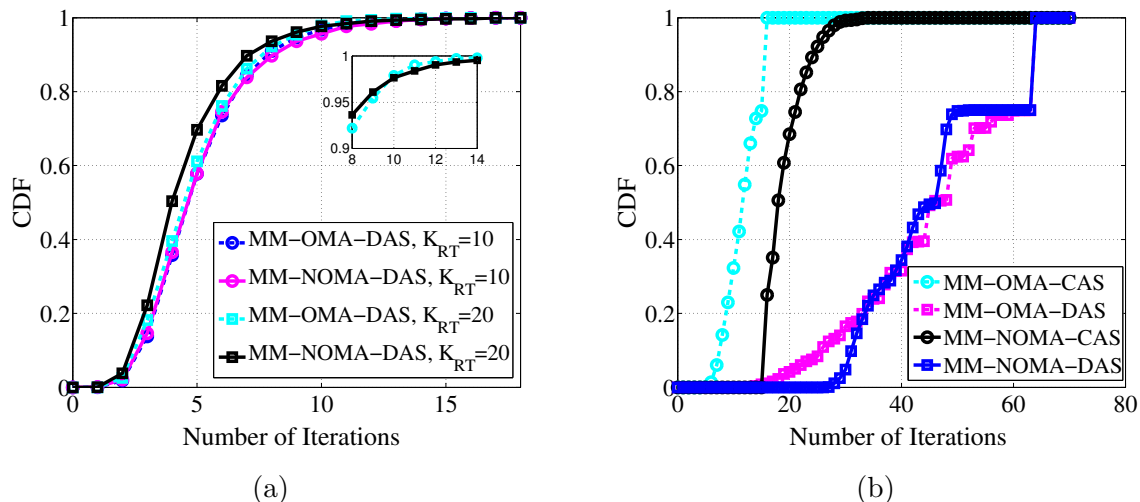 1
0.8
0.6
0.4
0.2
0
CDF
0
5
10
15
Number of Iterations
1
0.95
0.9
8
10
12
14
MM-OMA-DAS, K_RT=10
MM-NOMA-DAS, K_RT=10
MM-OMA-DAS, K_RT=20
MM-NOMA-DAS, K_RT=20
(a)
1
0.8
0.6
0.4
0.2
0
CDF
0
20
40
60
80
Number of Iterations
MM-OMA-CAS
MM-OMA-DAS
MM-NOMA-CAS
MM-NOMA-DAS
(b)